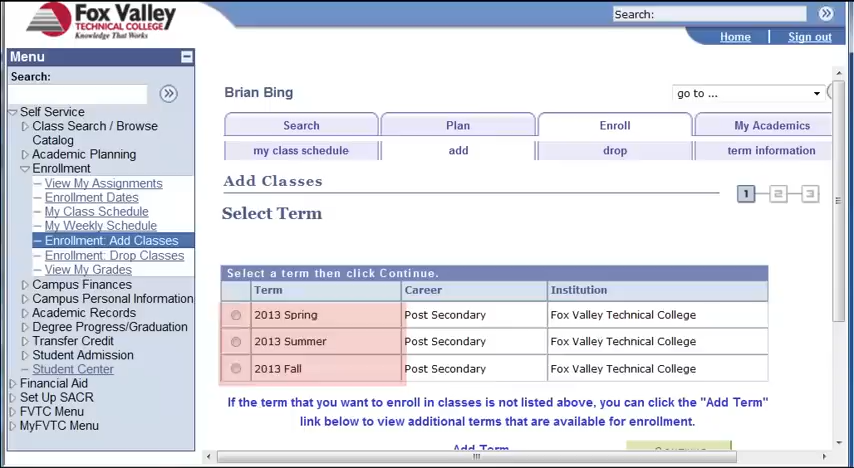 Fox Valley
TECHNICAL COLLEGE
Knowledge That Works
Search:
Home
Sign out
Menu
Search:
Self Service
Class Search / Browse
Catalog
Academic Planning
Enrollment
View My Assignments
Enrollment Dates
My Class Schedule
My Weekly Schedule
Enrollment: Add Classes
Enrollment: Drop Classes
View My Grades
Campus Finances
Campus Personal Information
Academic Records
Degree Progress/Graduation
Transfer Credit
Student Admission
Student Center
Financial Aid
Set Up SACR
FVTC Menu
MyFVTC Menu
Brian Bing
go to ...
Search Plan Enroll My Academics
my class schedule add drop term information
Add Classes
1 2 3
Select Term
Select a term then click Continue.
Term Career Institution
2013 Spring Post Secondary Fox Valley Technical College
2013 Summer Post Secondary Fox Valley Technical College
2013 Fall Post Secondary Fox Valley Technical College
If the term that you want to enroll in classes is not listed above, you can click the "Add Term"
link below to view additional terms that are available for enrollment.
Add Term